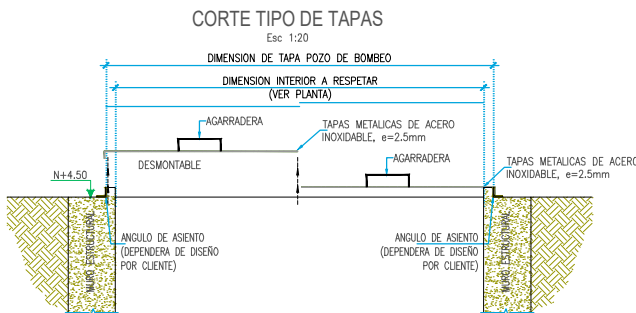 CORTE TIPO DE TAPAS
Esc 1:20
DIMENSION DE TAPA POZO DE BOMBEO
DIMENSION INTERIOR A RESPETAR
(VER PLANTA)
AGARRADERA
TAPAS METALICAS DE ACERO
INOXIDABLE, e=2.5mm
DESMONTABLE
AGARRADERA
TAPAS METALICAS DE ACERO
INOXIDABLE, e=2.5mm
N+4.50
ANGULO DE ASIENTO
(DEPENDERA DE DISEÑO
POR CLIENTE)
ANGULO DE ASIENTO
(DEPENDERA DE DISEÑO
POR CLIENTE)
MURO ESTRUCTURAL
MURO ESTRUCTURAL